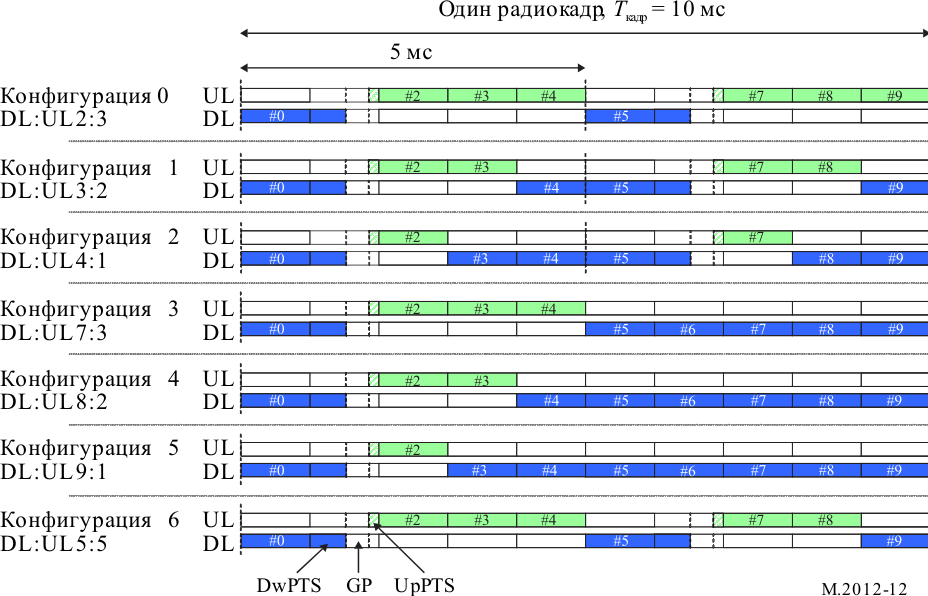 Один радиокадр, Tкадр = 10 мс
5 мс
Конфигурация 0 UL #2 #3 #4 #7 #8 #9
DL:UL 2:3 DL #0 #5
Конфигурация 1 UL #2 #3 #7 #8
DL:UL 3:2 DL #0 #4 #5 #9
Конфигурация 2 UL #2 #7
DL:UL 4:1 DL #0 #3 #4 #5 #8 #9
Конфигурация 3 UL #2 #3 #4
DL:UL 7:3 DL #0 #5 #6 #7 #8 #9
Конфигурация 4 UL #2 #3
DL:UL 8:2 DL #0 #4 #5 #6 #7 #8 #9
Конфигурация 5 UL #2
DL:UL 9:1 DL #0 #3 #4 #5 #6 #7 #8 #9
Конфигурация 6 UL #2 #3 #4 #7 #8
DL:UL 5:5 DL #0 #5 #9
DwPTS GP UpPTS
M.2012-12